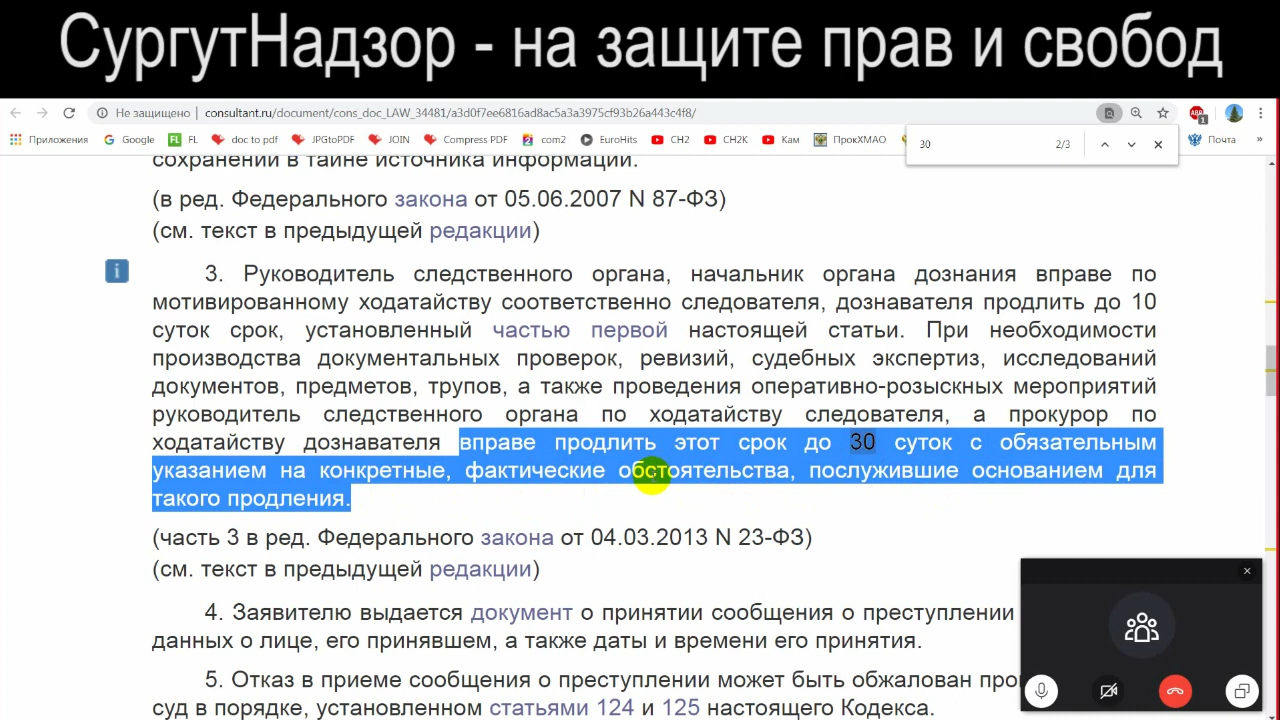 СургутНадзор - на защите прав и свобод
Не защищено | consultant.ru/document/cons_doc_LAW_34481/a3d0f7ee6816ad8ac5a3a3975cf93b26a443c4f8/
ABP 1
Приложения Google FL FL doc to pdf JPGtoPDF JOIN Compress PDF com2 EuroHits CH2 CH2K Кам ПрокХМАО Почта »
30 2/3
сохранении в тайне источника информации.
(в ред. Федерального закона от 05.06.2007 N 87-ФЗ)
(см. текст в предыдущей редакции)
i
3. Руководитель следственного органа, начальник органа дознания вправе по
мотивированному ходатайству соответственно следователя, дознавателя продлить до 10
суток срок, установленный частью первой настоящей статьи. При необходимости
производства документальных проверок, ревизий, судебных экспертиз, исследований
документов, предметов, трупов, а также проведения оперативно-розыскных мероприятий
руководитель следственного органа по ходатайству следователя, а прокурор по
ходатайству дознавателя вправе продлить этот срок до 30 суток с обязательным
указанием на конкретные, фактические обстоятельства, послужившие основанием для
такого продления.
(часть 3 в ред. Федерального закона от 04.03.2013 N 23-ФЗ)
(см. текст в предыдущей редакции)
4. Заявителю выдается документ о принятии сообщения о преступлении
данных о лице, его принявшем, а также даты и времени его принятия.
5. Отказ в приеме сообщения о преступлении может быть обжалован
суд в порядке, установленном статьями 124 и 125 настоящего Кодекса.